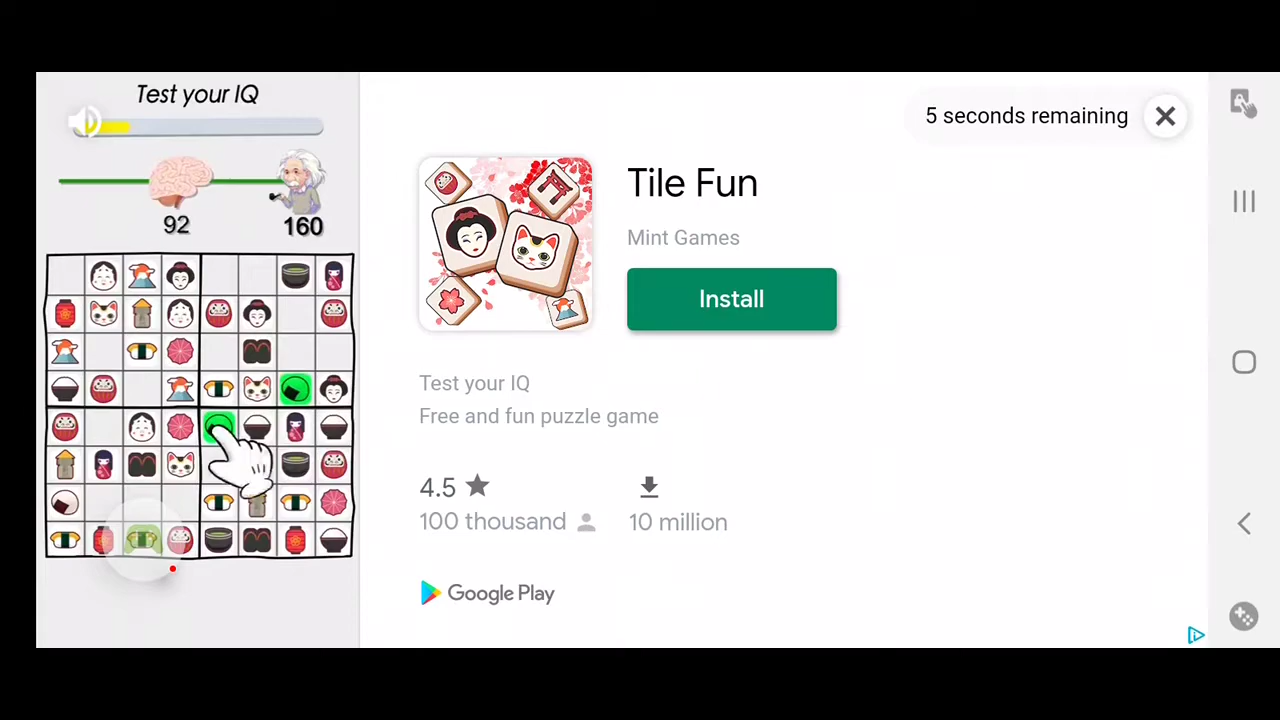 Test your IQ
92
160
5 seconds remaining
Tile Fun
Mint Games
Install
Test your IQ
Free and fun puzzle game
4.5
100 thousand
10 million
Google Play